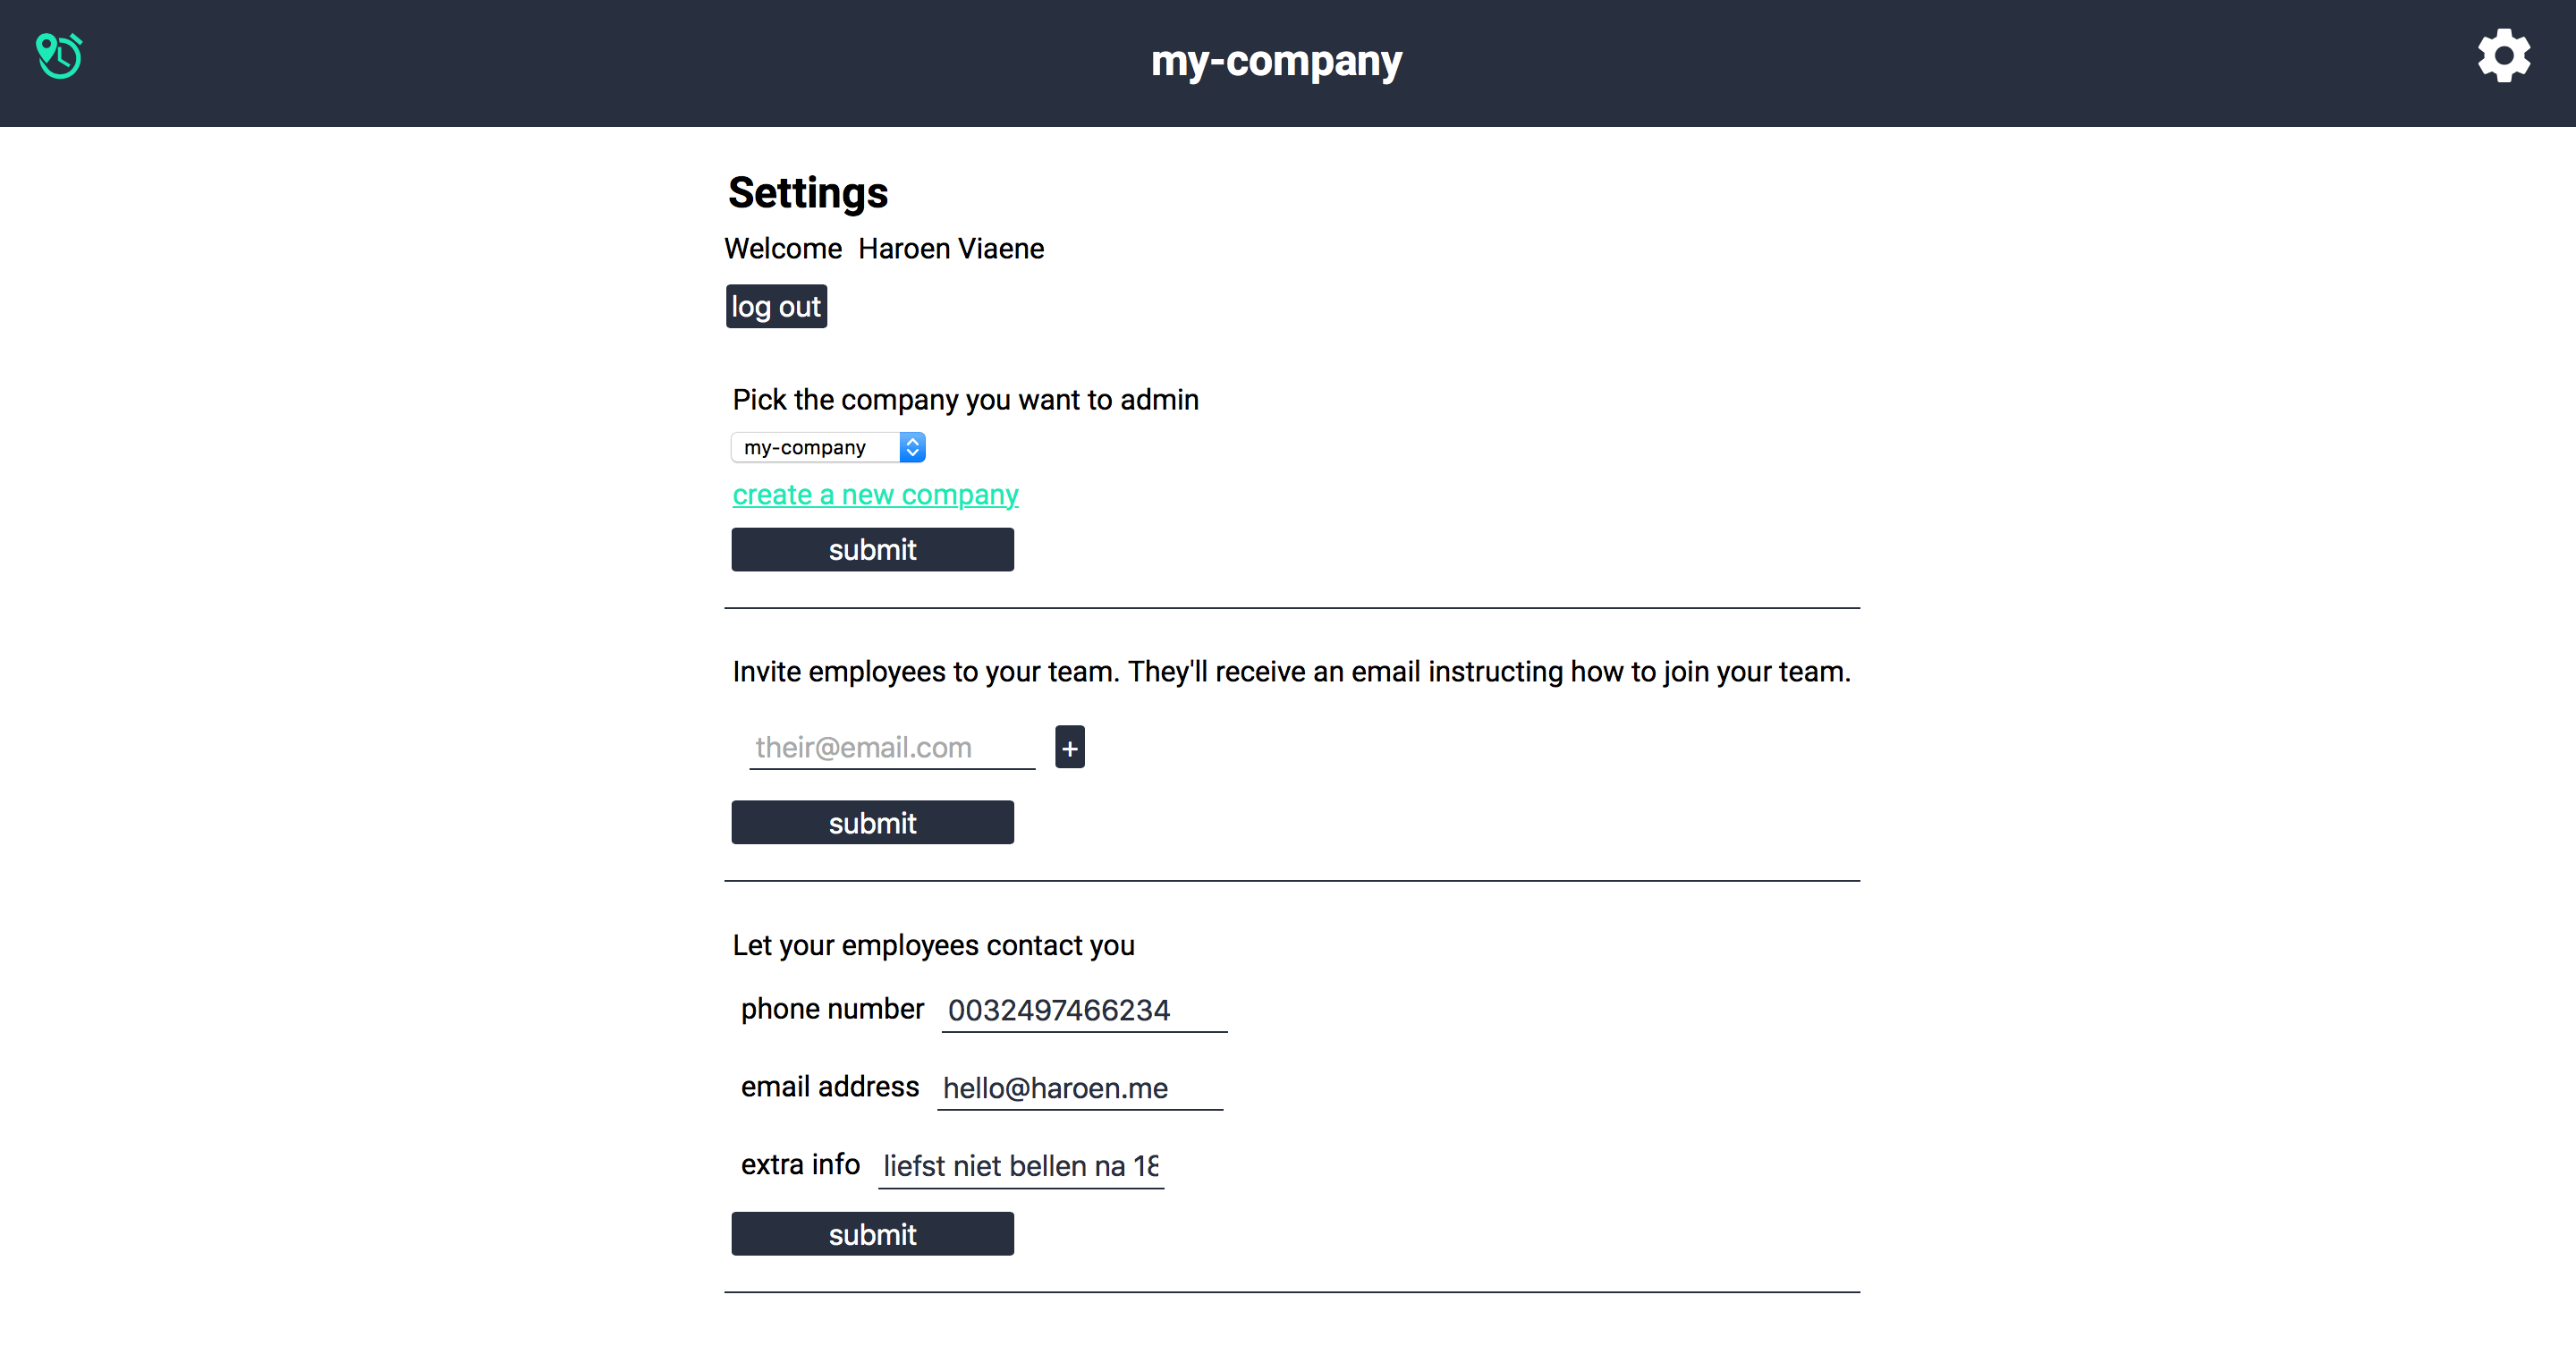 my-company
Settings
Welcome Haroen Viaene
log out
Pick the company you want to admin
my-company
create a new company
submit
Invite employees to your team. They'll receive an email instructing how to join your team.
their@email.com +
submit
Let your employees contact you
phone number 0032497466234
email address hello@haroen.me
extra info liefst niet bellen na 18
submit